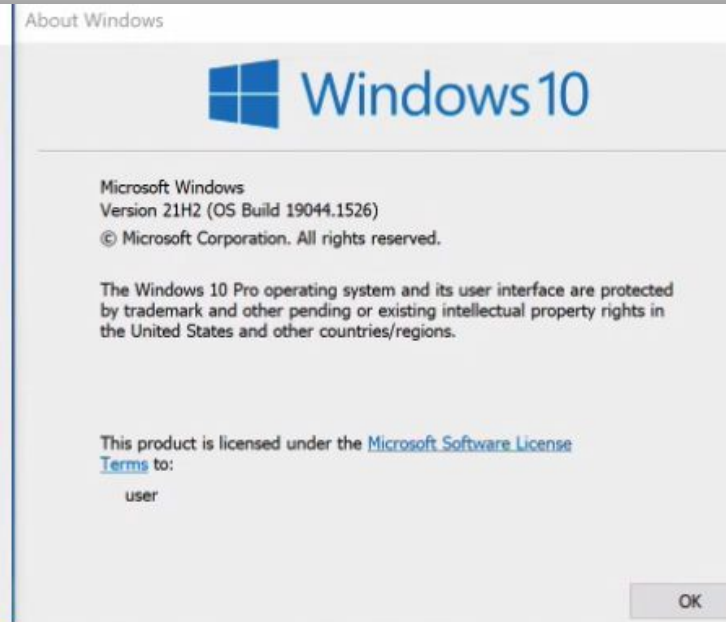 About Windows
Windows 10
Microsoft Windows
Version 21H2 (OS Build 19044.1526)
© Microsoft Corporation. All rights reserved.
The Windows 10 Pro operating system and its user interface are protected
by trademark and other pending or existing intellectual property rights in
the United States and other countries/regions.
This product is licensed under the Microsoft Software License
Terms to:
user
OK